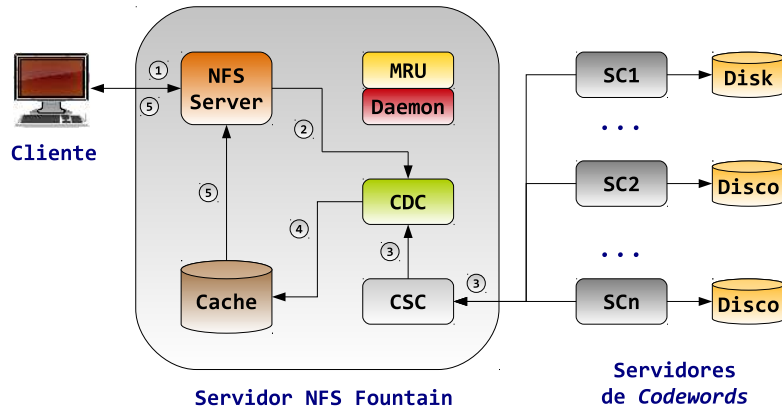 1
5
Cliente
NFS
Server
2
MRU
Daemon
CDC
5
4
3
Cache
CSC
3
Servidor NFS Fountain
SC1
Disk
...
SC2
Disco
...
SCn
Disco
Servidores
de Codewords